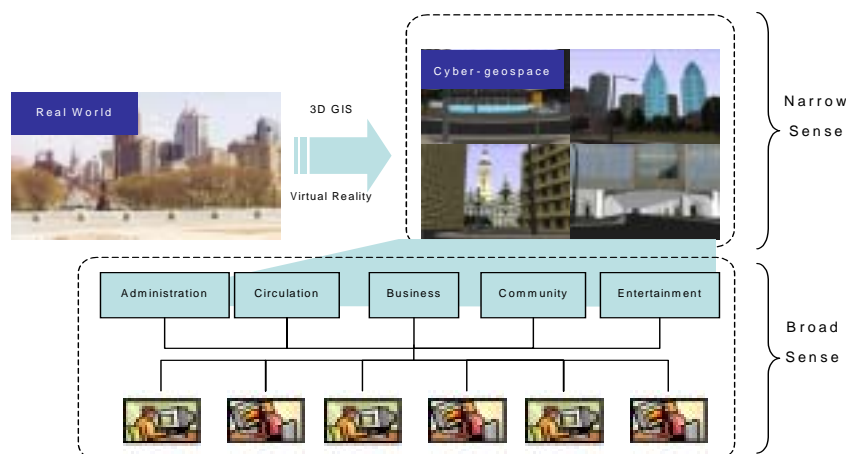 Real World
3D GIS
Virtual Reality
Cyber-geospace
Narrow
Sense
Administration
Circulation
Business
Community
Entertainment
Broad
Sense